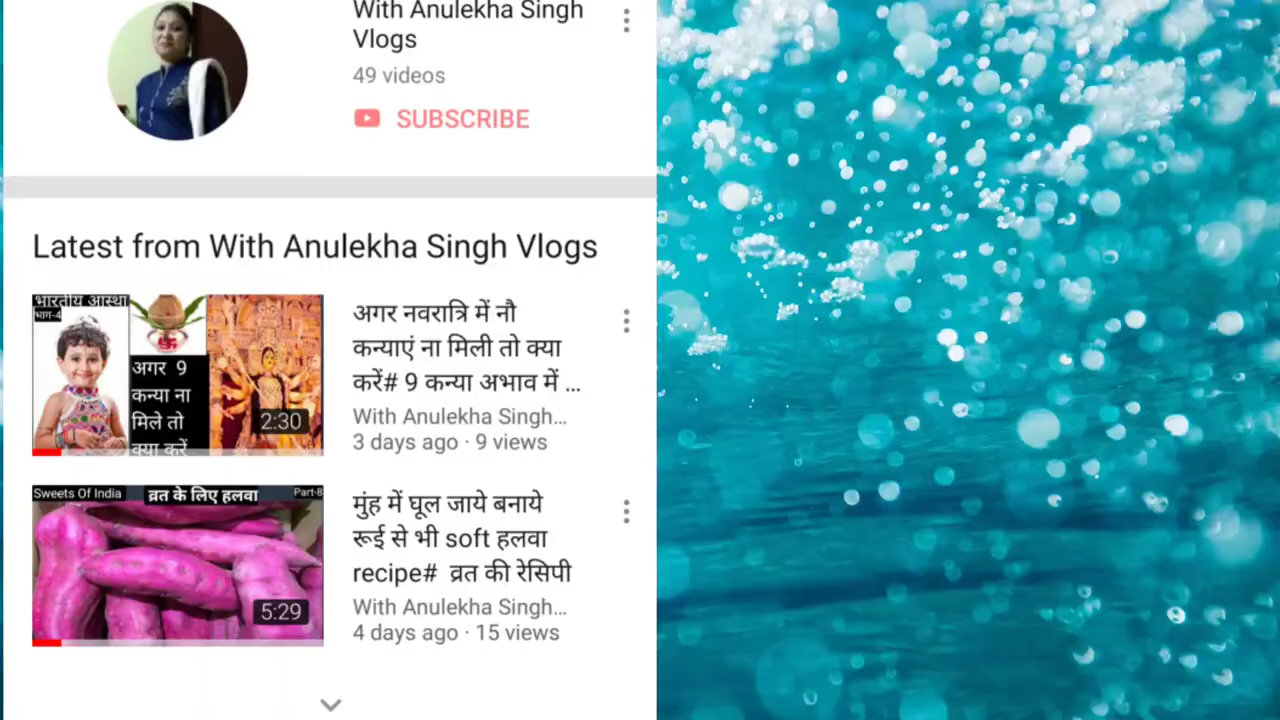 With Anulekha Singh
Vlogs
49 videos
SUBSCRIBE
Latest from With Anulekha Singh Vlogs
भारतीय आस्था
भाग-4
अगर 9
कन्या ना
मिले तो
क्या करें
2:30
अगर नवरात्रि में नौ
कन्याएं ना मिली तो क्या
करें# 9 कन्या अभाव में ...
With Anulekha Singh...
3 days ago · 9 views
Sweets Of India
व्रत के लिए हलवा
Part-8
5:29
मुंह में घूल जाये बनाये
रूई से भी soft हलवा
recipe# व्रत की रेसिपी
With Anulekha Singh...
4 days ago · 15 views